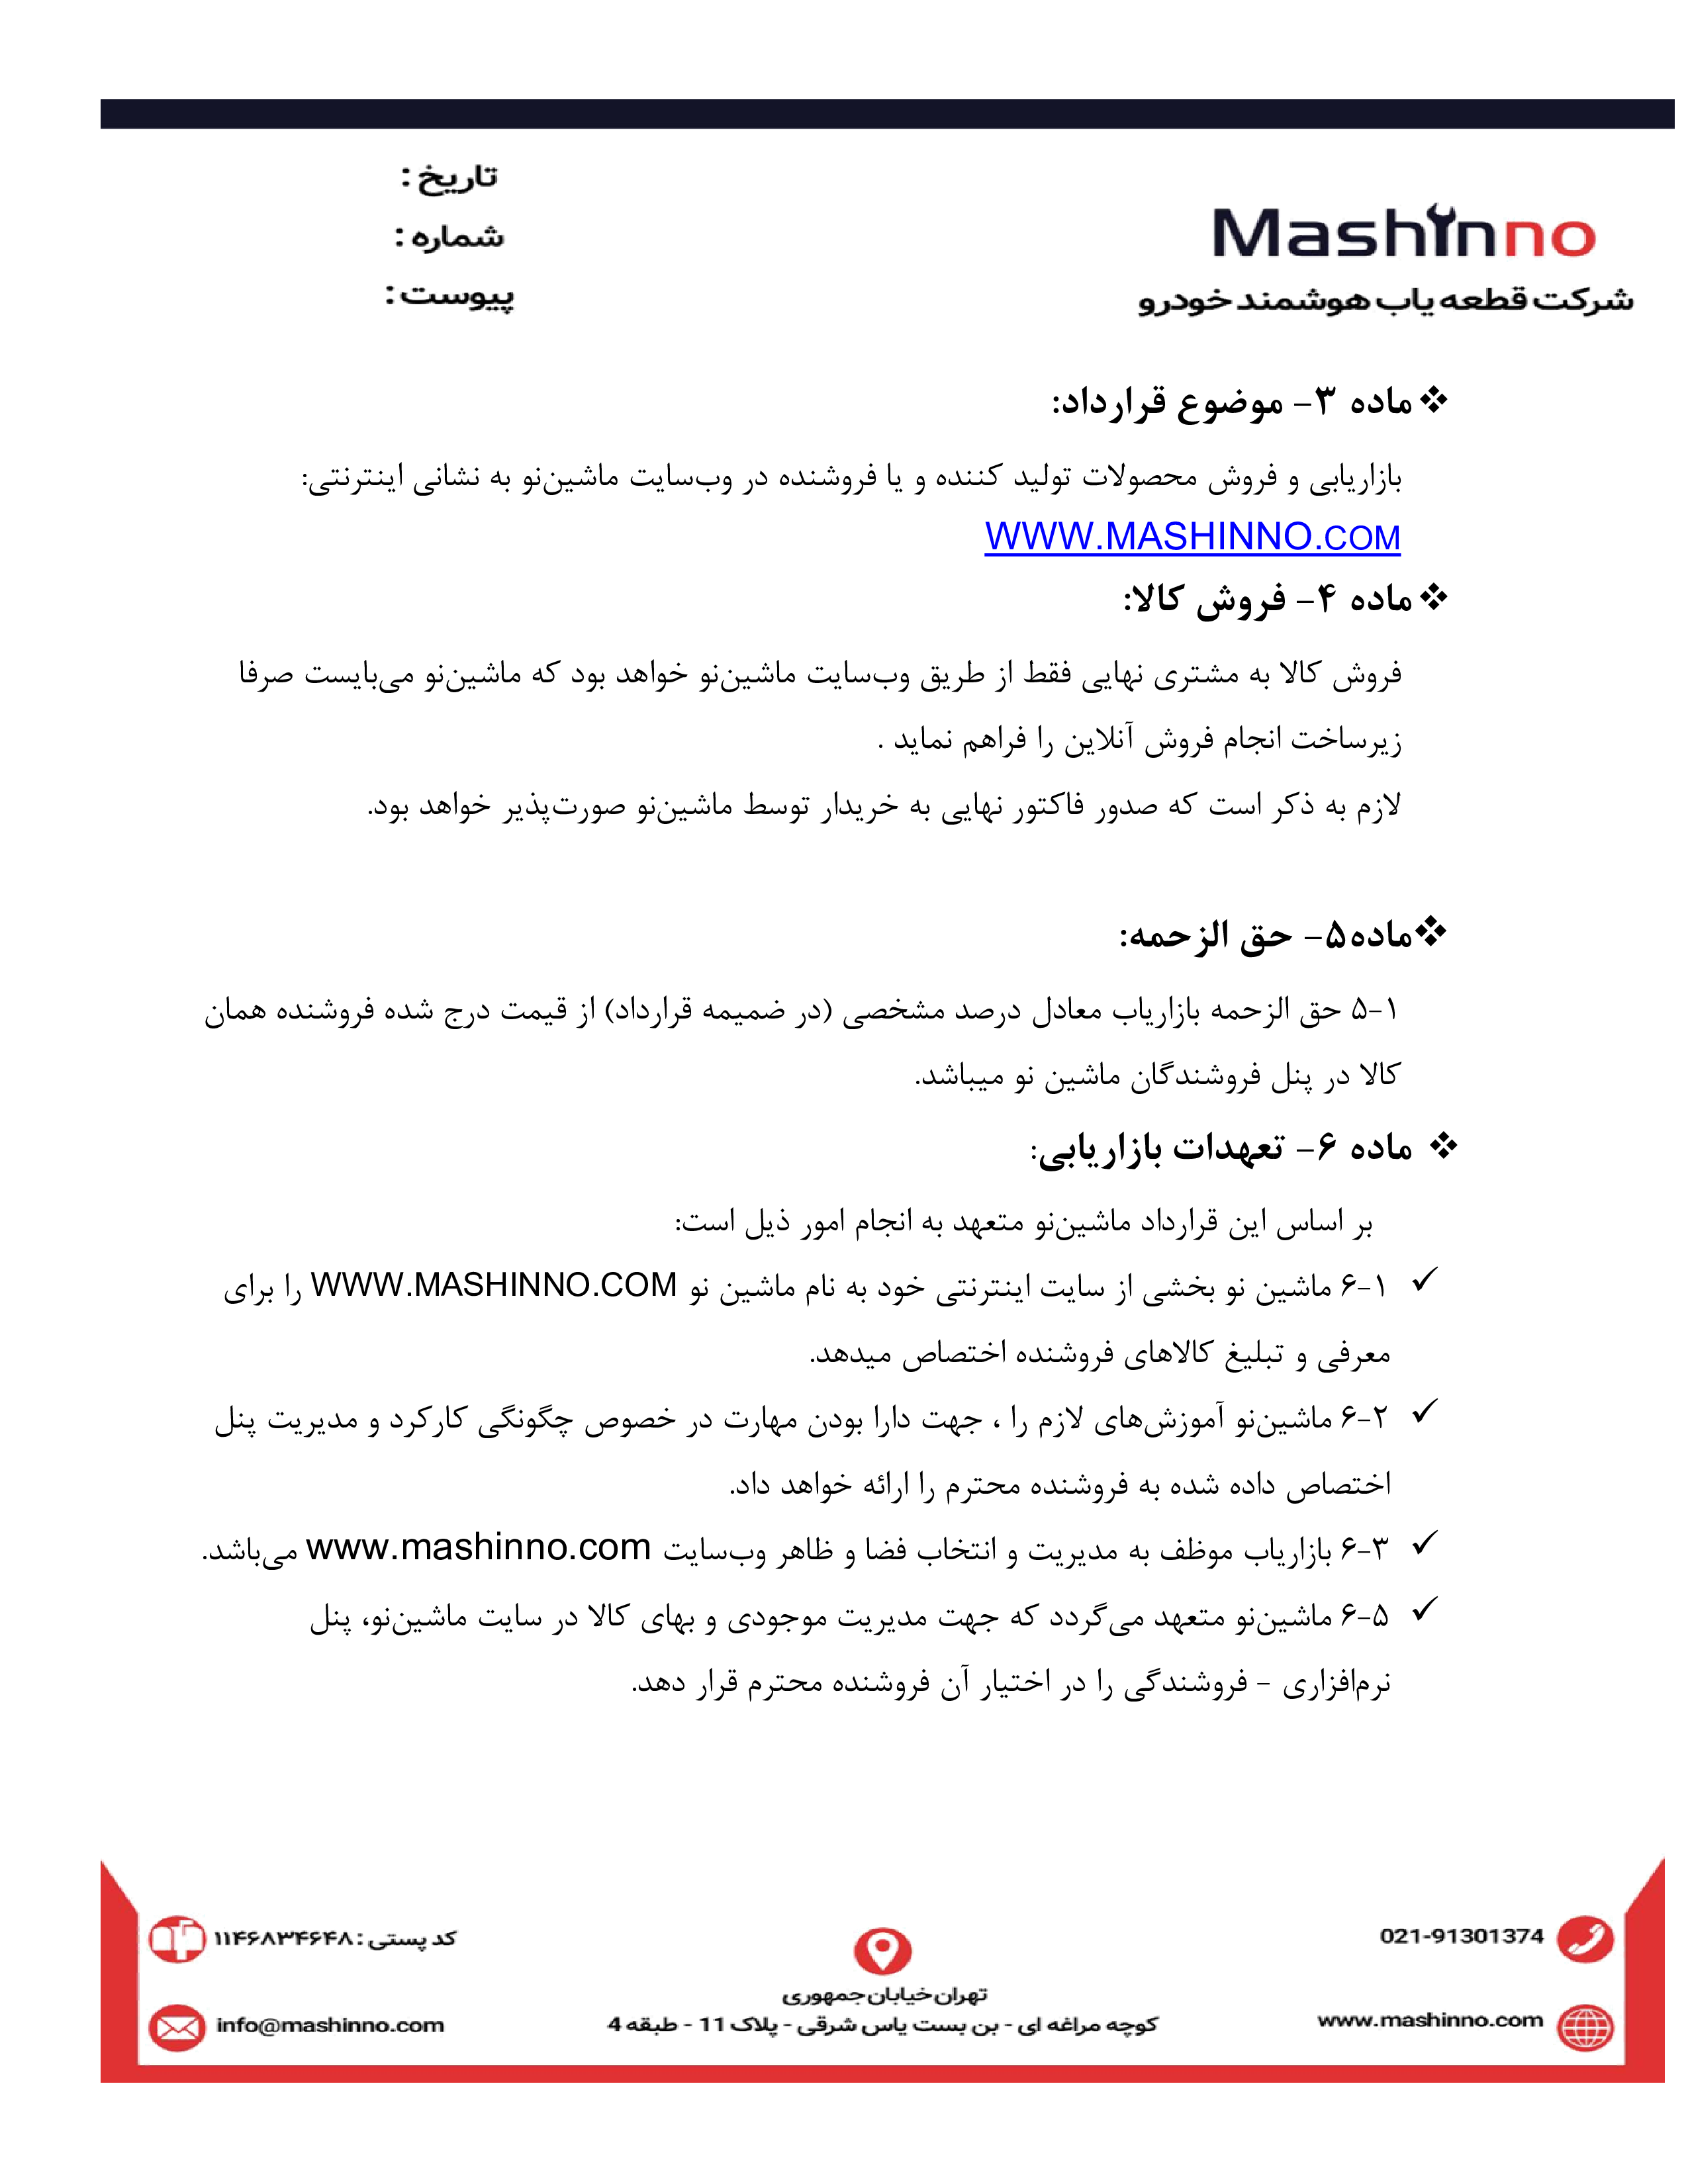 تاریخ :
شماره :
پیوست :
Mashinno
شرکت قطعه یاب هوشمند خودرو
❖ ماده ۳- موضوع قرارداد:
بازاریابی و فروش محصولات تولید کننده و یا فروشنده در وب‌سایت ماشین‌نو به نشانی اینترنتی:
WWW.MASHINNO.COM
❖ ماده ۴- فروش کالا:
فروش کالا به مشتری نهایی فقط از طریق وب‌سایت ماشین‌نو خواهد بود که ماشین‌نو می‌بایست صرفا
زیرساخت انجام فروش آنلاین را فراهم نماید .
لازم به ذکر است که صدور فاکتور نهایی به خریدار توسط ماشین‌نو صورت‌پذیر خواهد بود.
❖ماده۵- حق الزحمه:
۵-۱ حق الزحمه بازاریاب معادل درصد مشخصی (در ضمیمه قرارداد) از قیمت درج شده فروشنده همان
کالا در پنل فروشندگان ماشین نو میباشد.
❖ ماده ۶- تعهدات بازاریابی:
بر اساس این قرارداد ماشین‌نو متعهد به انجام امور ذیل است:
✓ ۶-۱ ماشین نو بخشی از سایت اینترنتی خود به نام ماشین نو WWW.MASHINNO.COM را برای
معرفی و تبلیغ کالاهای فروشنده اختصاص میدهد.
✓ ۶-۲ ماشین‌نو آموزش‌های لازم را ، جهت دارا بودن مهارت در خصوص چگونگی کارکرد و مدیریت پنل
اختصاص داده شده به فروشنده محترم را ارائه خواهد داد.
✓ ۶-۳ بازاریاب موظف به مدیریت و انتخاب فضا و ظاهر وب‌سایت www.mashinno.com می‌باشد.
✓ ۶-۵ ماشین‌نو متعهد می‌گردد که جهت مدیریت موجودی و بهای کالا در سایت ماشین‌نو، پنل
نرم‌افزاری - فروشندگی را در اختیار آن فروشنده محترم قرار دهد.
021-91301374
www.mashinno.com
تهران خیابان جمهوری
کوچه مراغه ای - بن بست یاس شرقی - پلاک 11 - طبقه 4
کد پستی : ۱۱۴۶۸۳۴۶۴۸
info@mashinno.com